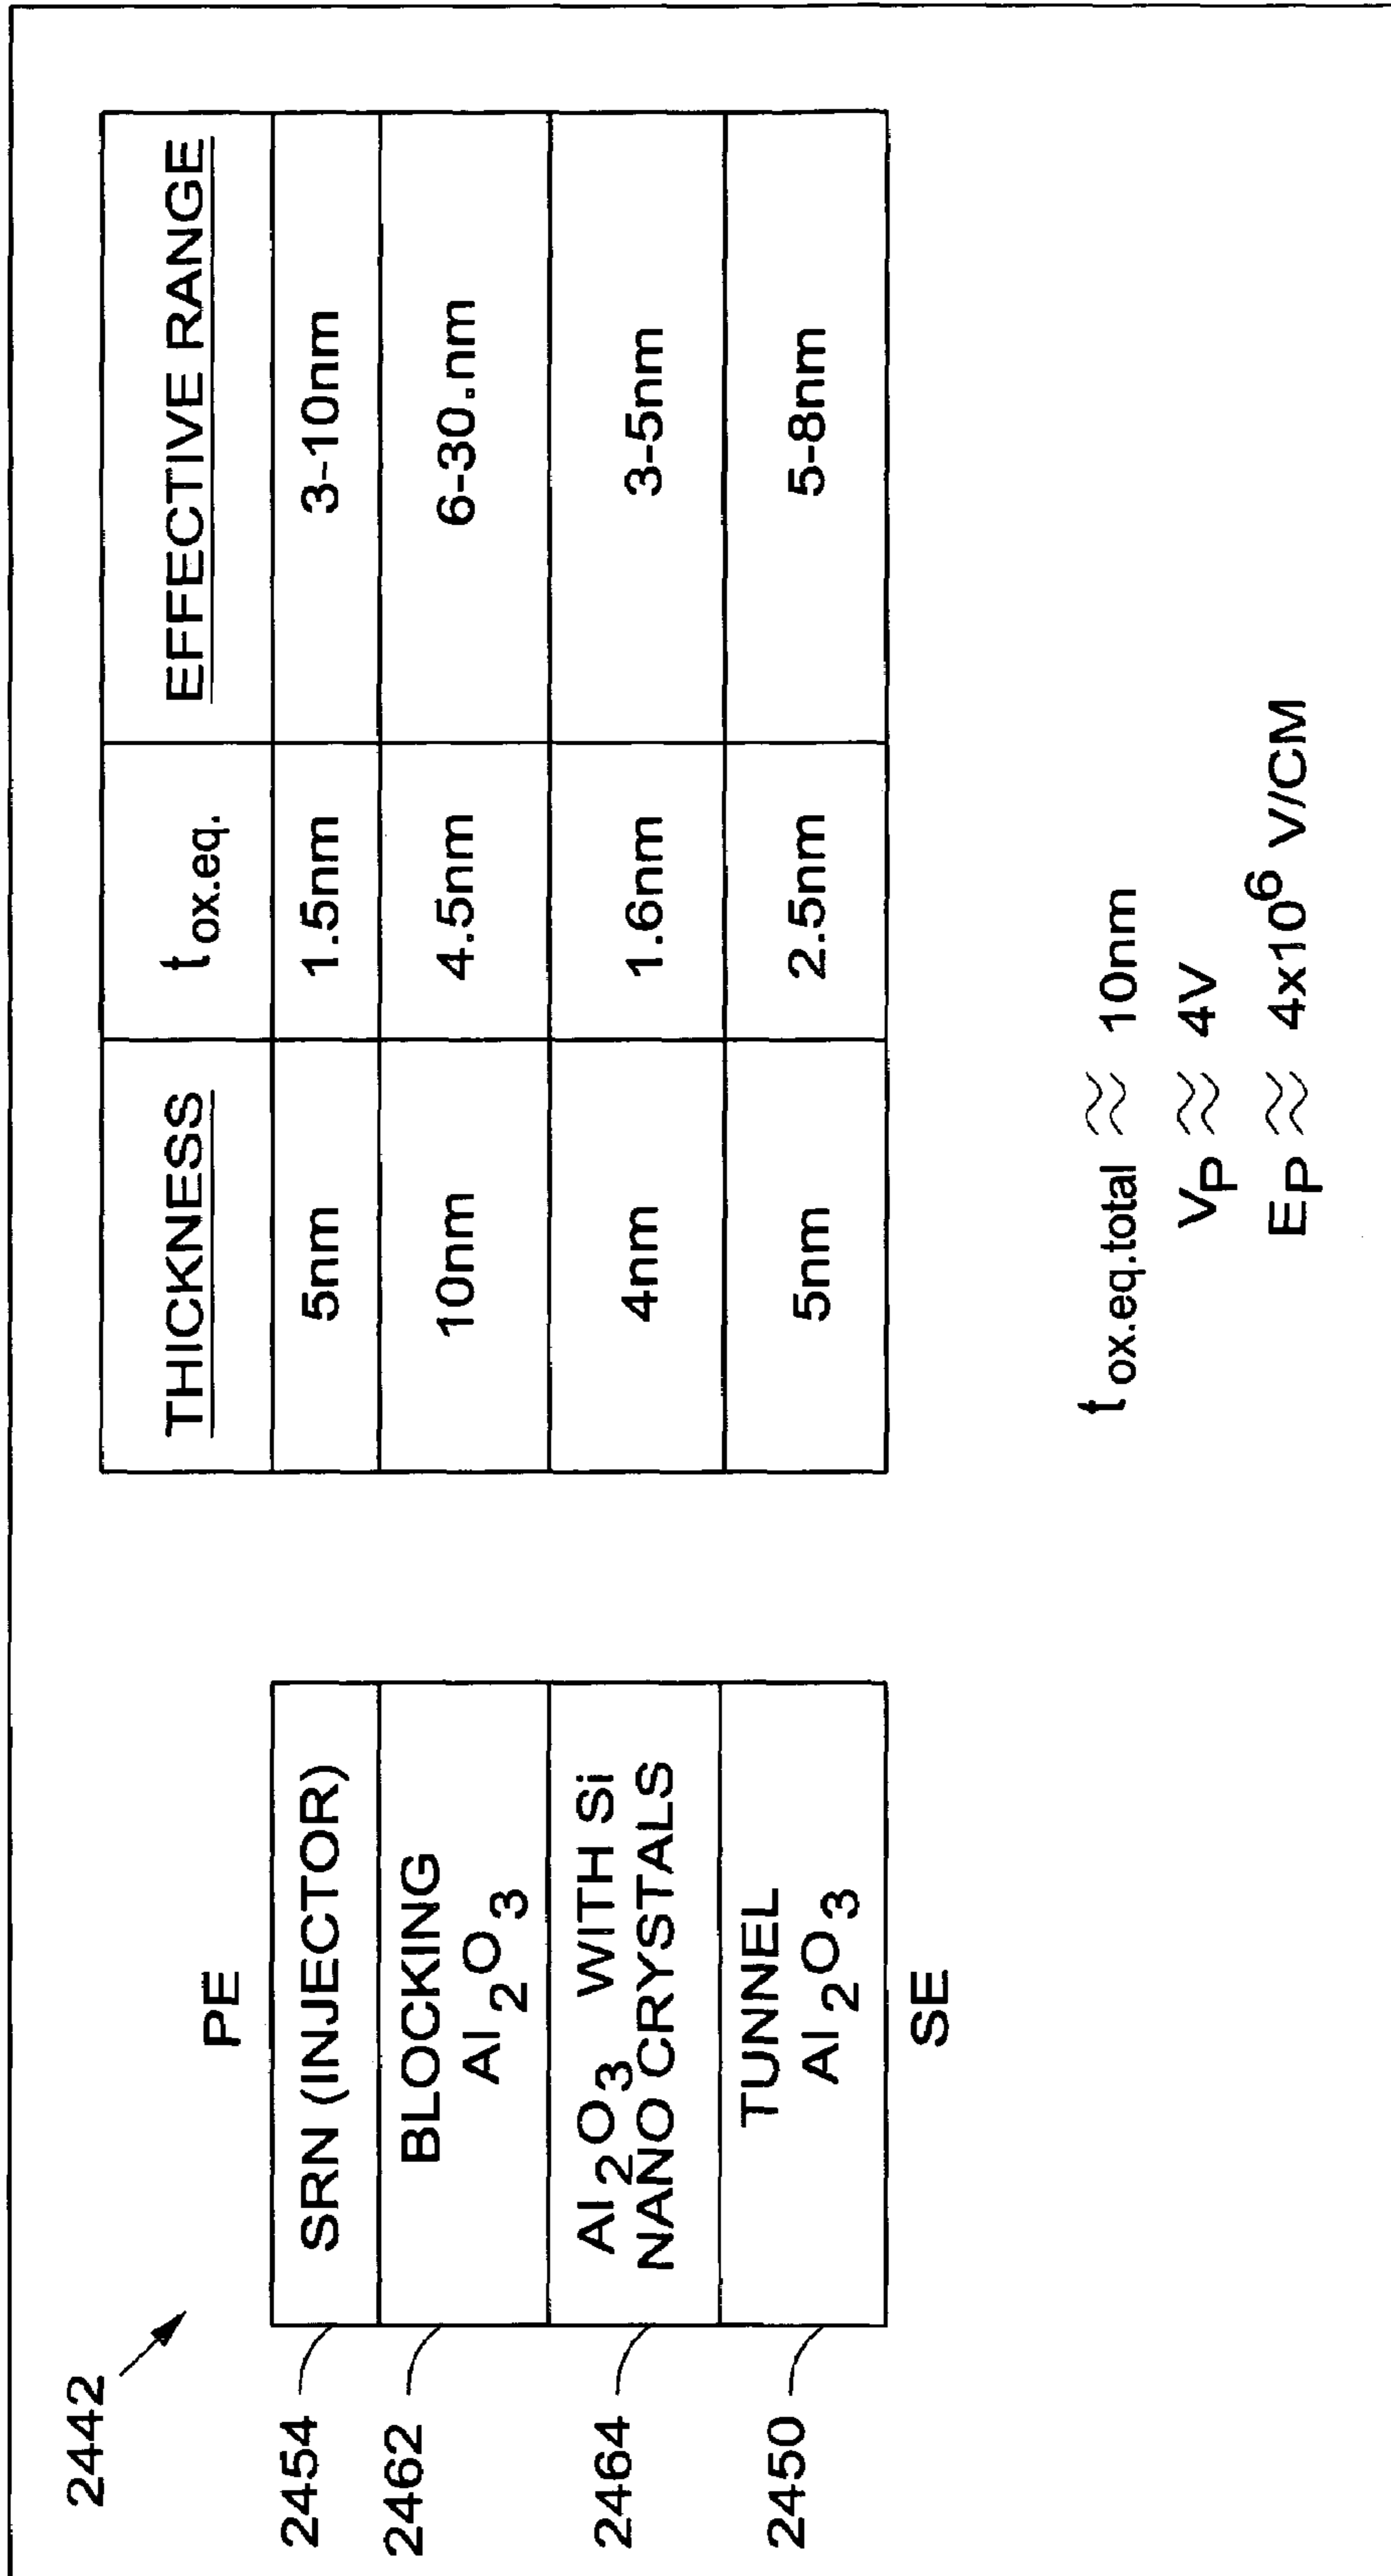 2442
PE
2454
SRN (INJECTOR)
2462
BLOCKING
Al2O3
2464
Al2O3 WITH Si
NANO CRYSTALS
2450
TUNNEL
Al2O3
SE
THICKNESS tox.eq. EFFECTIVE RANGE
5nm 1.5nm 3-10nm
10nm 4.5nm 6-30.nm
4nm 1.6nm 3-5nm
5nm 2.5nm 5-8nm
tox.eq.total ≈ 10nm
VP ≈ 4V
EP ≈ 4x10⁶ V/CM